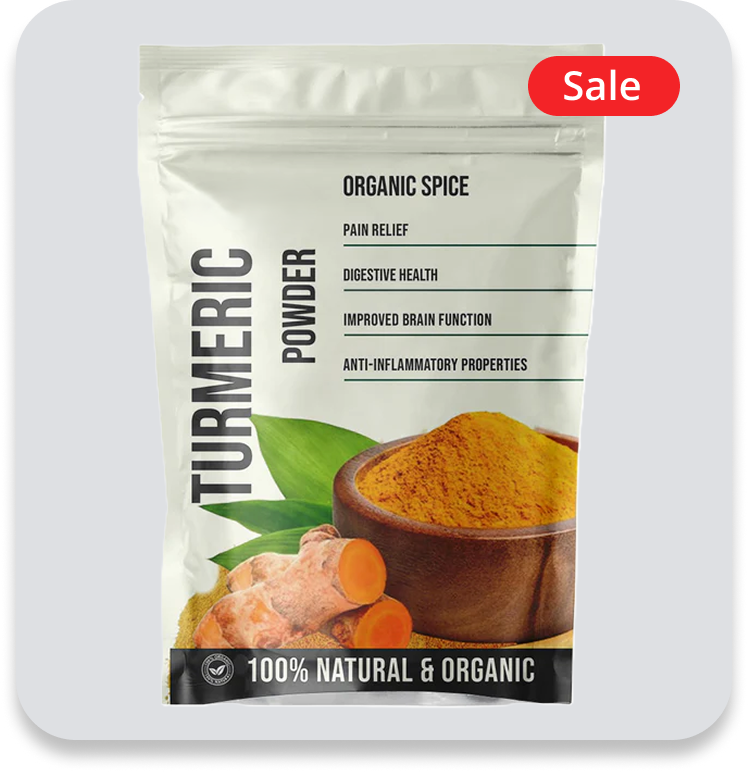 Sale
ORGANIC SPICE
PAIN RELIEF
DIGESTIVE HEALTH
IMPROVED BRAIN FUNCTION
ANTI-INFLAMMATORY PROPERTIES
TURMERIC
POWDER
100% NATURAL & ORGANIC